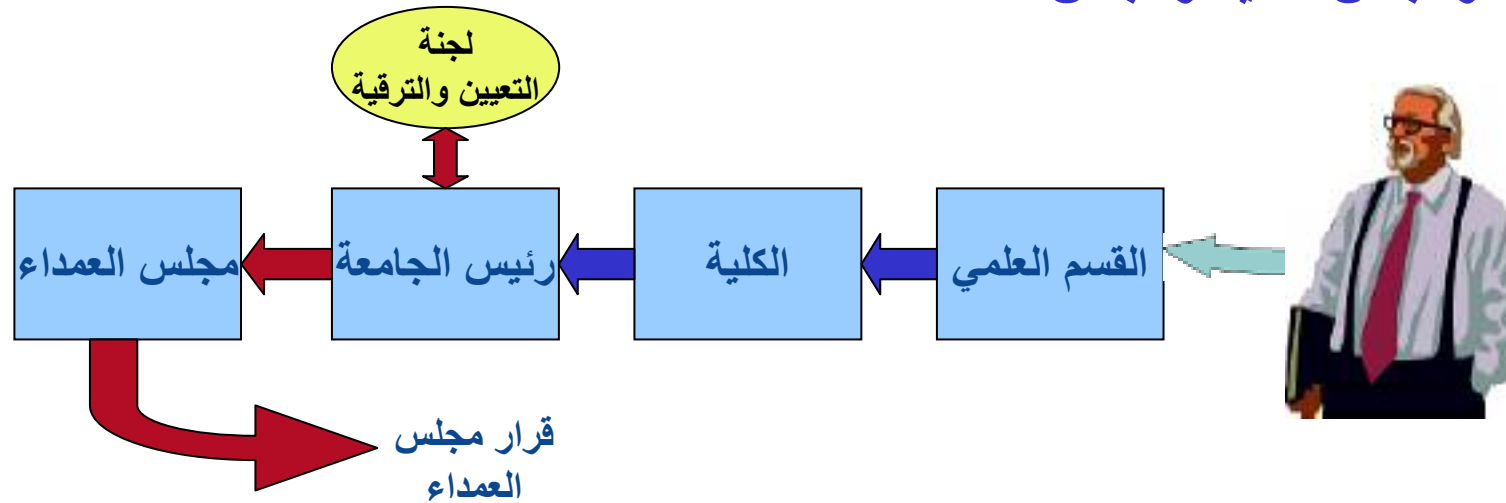 لجنة
التعيين والترقية
القسم العلمي
الكلية
رئيس الجامعة
مجلس العمداء
قرار مجلس
العمداء